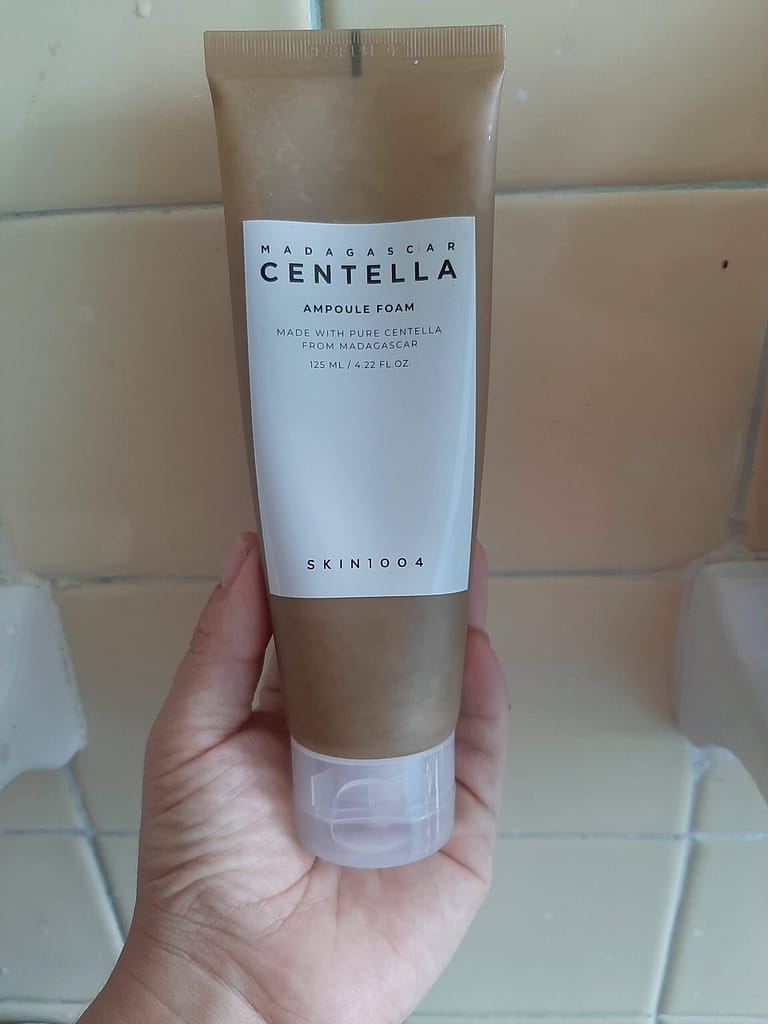 MADAGASCAR
CENTELLA
AMPOULE FOAM
MADE WITH PURE CENTELLA
FROM MADAGASCAR
125 ML / 4.22 FL.OZ.
SKIN1004